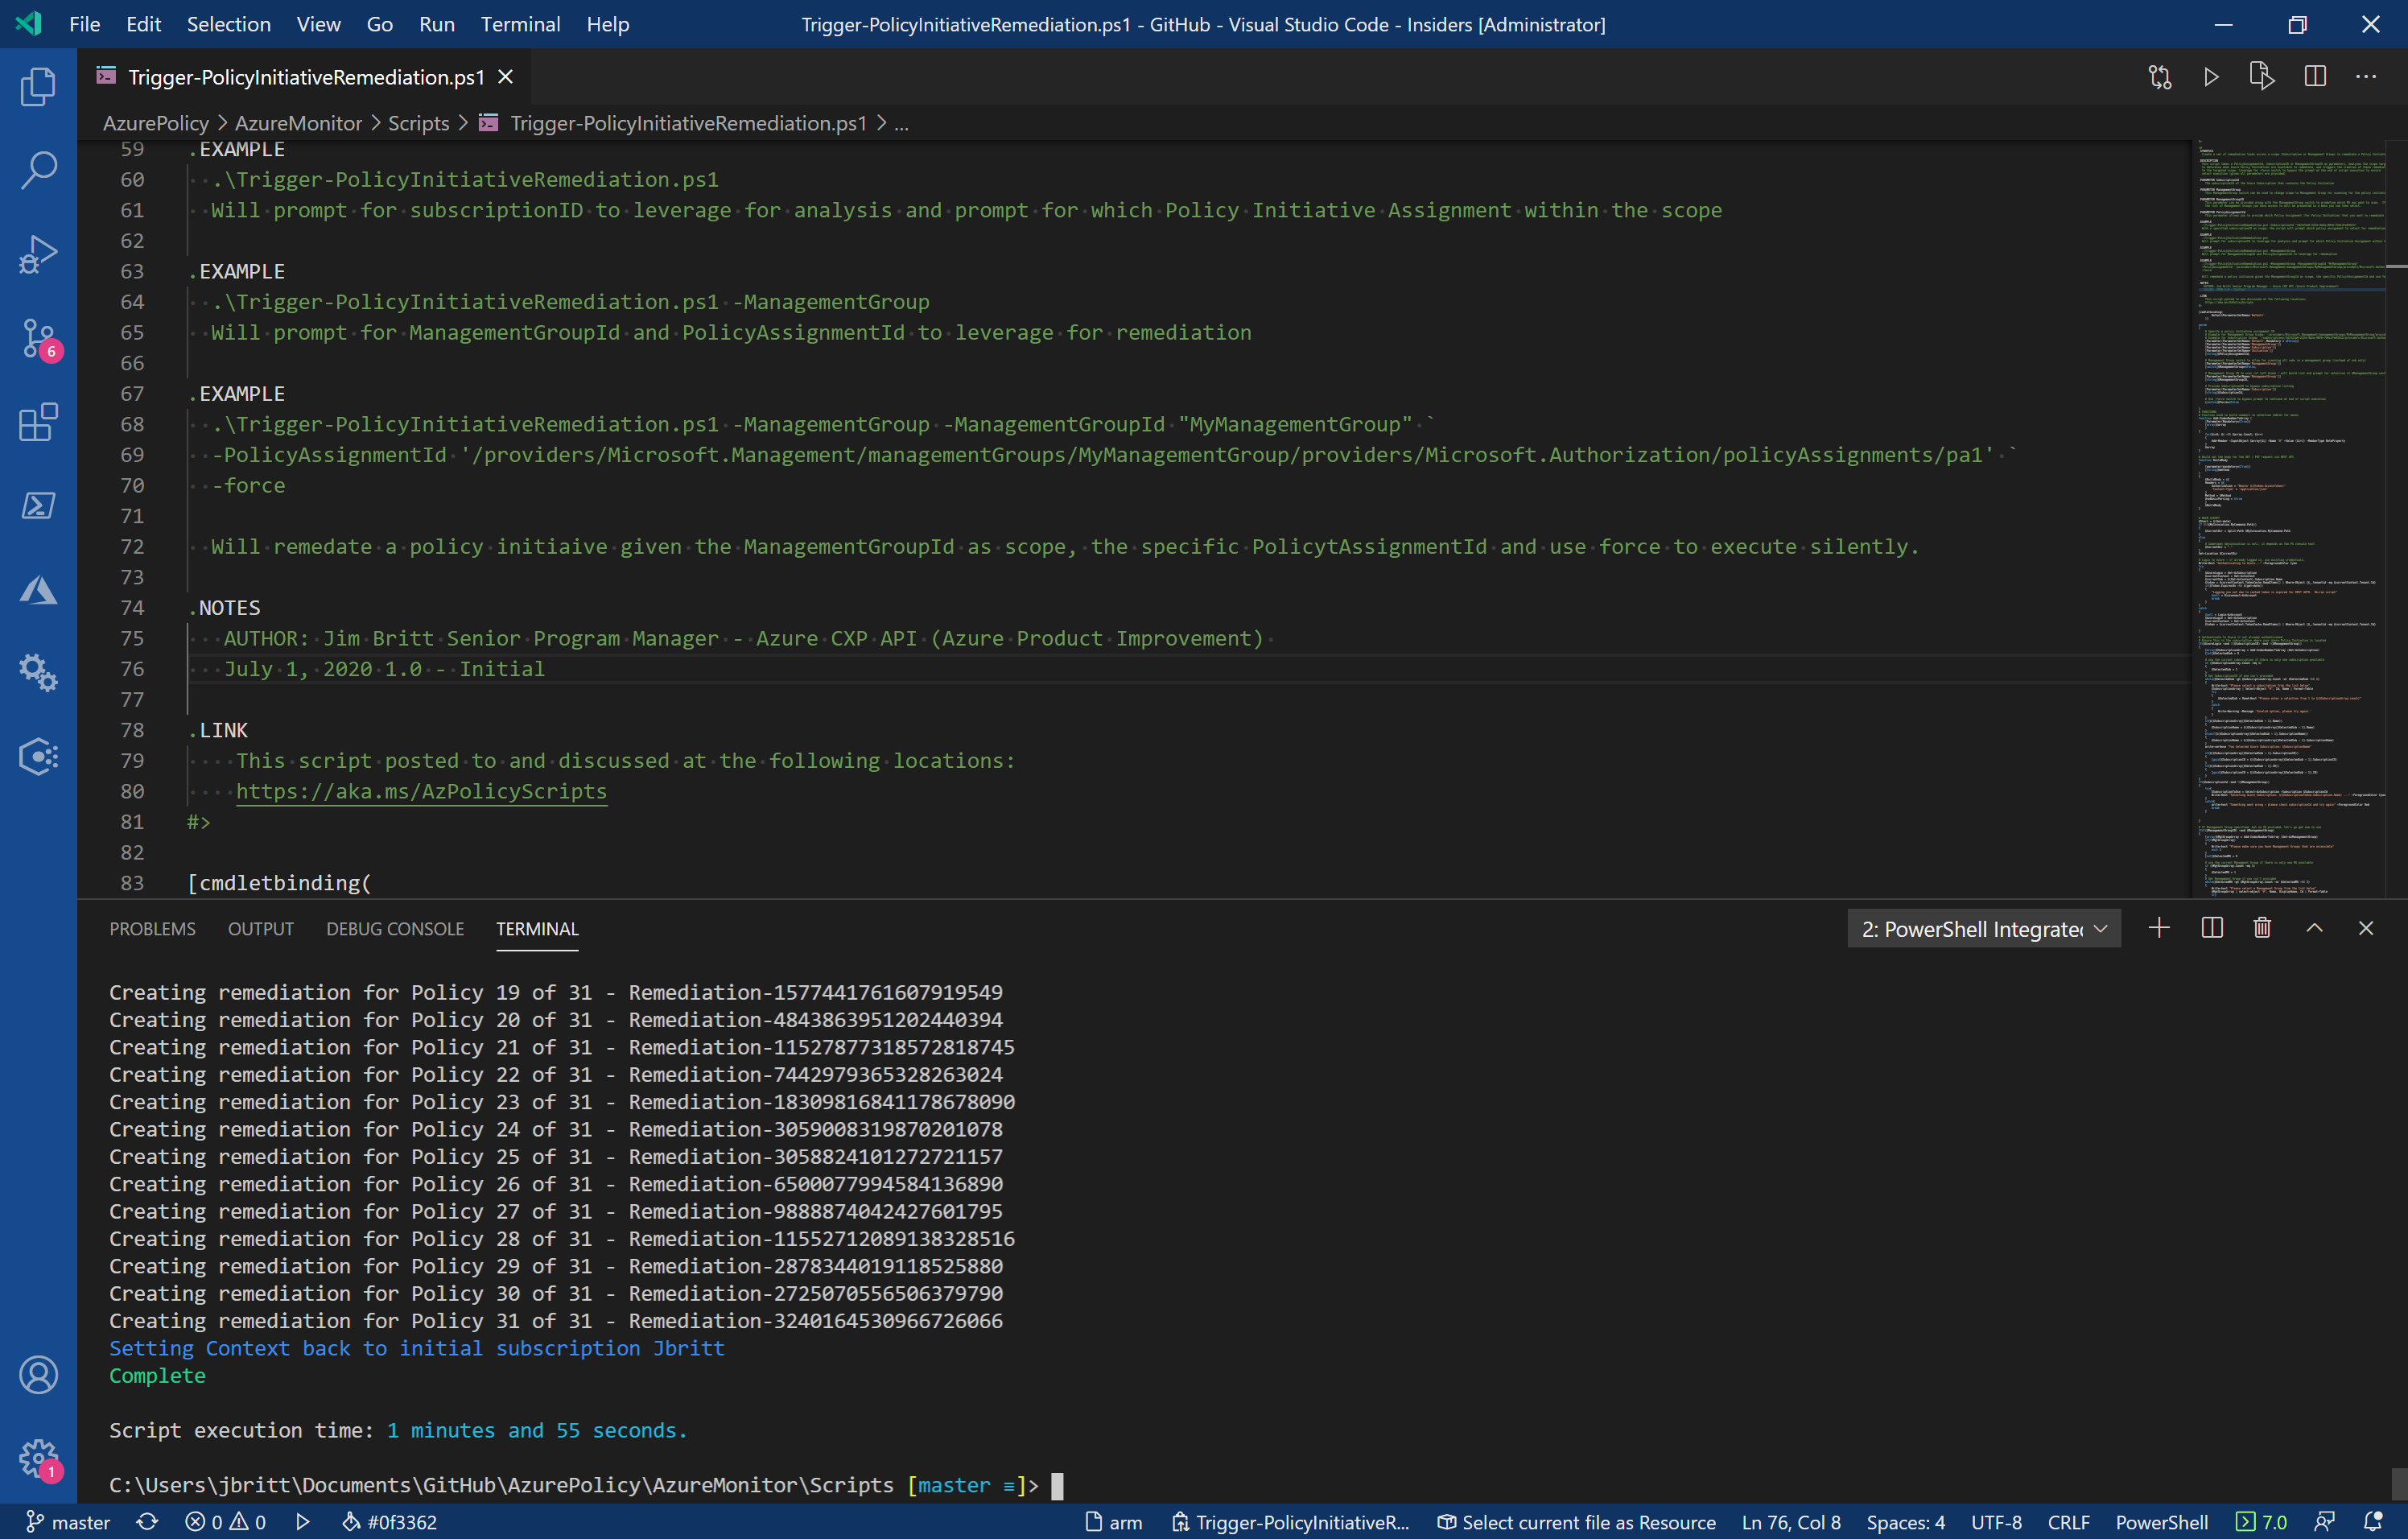 File Edit Selection View Go Run Terminal Help
Trigger-PolicyInitiativeRemediation.ps1 - GitHub - Visual Studio Code - Insiders [Administrator]
Trigger-PolicyInitiativeRemediation.ps1
AzurePolicy > AzureMonitor > Scripts > Trigger-PolicyInitiativeRemediation.ps1 > ...
59 .EXAMPLE
60 .\Trigger-PolicyInitiativeRemediation.ps1
61 Will prompt for subscriptionID to leverage for analysis and prompt for which Policy Initiative Assignment within the scope
62
63 .EXAMPLE
64 .\Trigger-PolicyInitiativeRemediation.ps1 -ManagementGroup
65 Will prompt for ManagementGroupId and PolicyAssignmentId to leverage for remediation
66
67 .EXAMPLE
68 .\Trigger-PolicyInitiativeRemediation.ps1 -ManagementGroup -ManagementGroupId "MyManagementGroup" `
69 -PolicyAssignmentId '/providers/Microsoft.Management/managementGroups/MyManagementGroup/providers/Microsoft.Authorization/policyAssignments/pa1' `
70 -force
71
72 Will remedate a policy initiaive given the ManagementGroupId as scope, the specific PolicytAssignmentId and use force to execute silently.
73
74 .NOTES
75 AUTHOR: Jim Britt Senior Program Manager - Azure CXP API (Azure Product Improvement)
76 July 1, 2020 1.0 - Initial
77
78 .LINK
79 This script posted to and discussed at the following locations:
80 https://aka.ms/AzPolicyScripts
81 #>
82
83 [cmdletbinding(
6
PROBLEMS OUTPUT DEBUG CONSOLE TERMINAL
2: PowerShell Integrate
Creating remediation for Policy 19 of 31 - Remediation-1577441761607919549
Creating remediation for Policy 20 of 31 - Remediation-4843863951202440394
Creating remediation for Policy 21 of 31 - Remediation-11527877318572818745
Creating remediation for Policy 22 of 31 - Remediation-7442979365328263024
Creating remediation for Policy 23 of 31 - Remediation-18309816841178678090
Creating remediation for Policy 24 of 31 - Remediation-3059008319870201078
Creating remediation for Policy 25 of 31 - Remediation-3058824101272721157
Creating remediation for Policy 26 of 31 - Remediation-6500077994584136890
Creating remediation for Policy 27 of 31 - Remediation-9888874042427601795
Creating remediation for Policy 28 of 31 - Remediation-11552712089138328516
Creating remediation for Policy 29 of 31 - Remediation-2878344019118525880
Creating remediation for Policy 30 of 31 - Remediation-2725070556506379790
Creating remediation for Policy 31 of 31 - Remediation-3240164530966726066
Setting Context back to initial subscription Jbritt
Complete
Script execution time: 1 minutes and 55 seconds.
C:\Users\jbritt\Documents\GitHub\AzurePolicy\AzureMonitor\Scripts [master ≡]>
1
master 0 0 #0f3362 arm Trigger-PolicyInitiativeR... Select current file as Resource Ln 76, Col 8 Spaces: 4 UTF-8 CRLF PowerShell 7.0